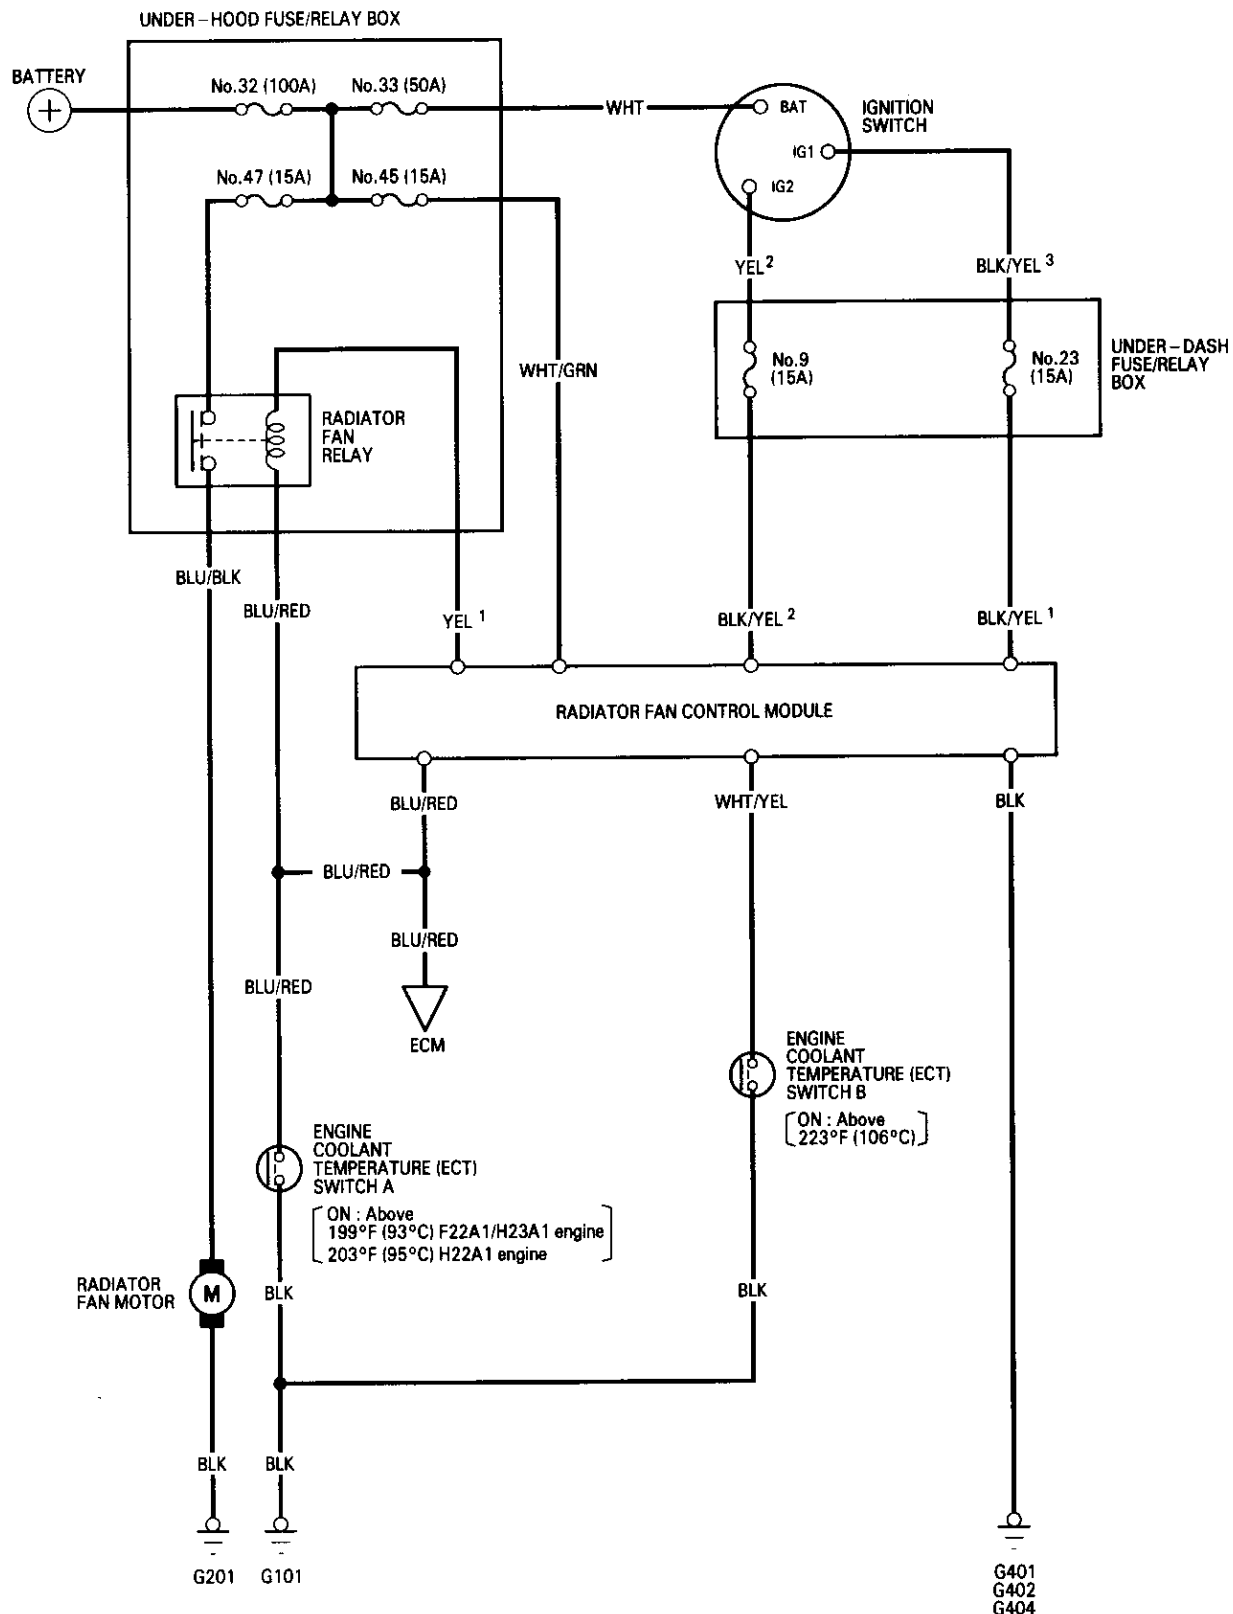 UNDER-HOOD FUSE/RELAY BOX
BATTERY
+
No.32 (100A)
No.33 (50A)
WHT
BAT
IGNITION
SWITCH
IG1
No.47 (15A)
No.45 (15A)
IG2
YEL 2
BLK/YEL 3
No.9
(15A)
No.23
(15A)
UNDER-DASH
FUSE/RELAY
BOX
WHT/GRN
RADIATOR
FAN
RELAY
BLU/BLK
BLU/RED
YEL 1
BLK/YEL 2
BLK/YEL 1
RADIATOR FAN CONTROL MODULE
BLU/RED
WHT/YEL
BLK
BLU/RED
BLU/RED
BLU/RED
ECM
ENGINE
COOLANT
TEMPERATURE (ECT)
SWITCH B
ON : Above
223°F (106°C)
ENGINE
COOLANT
TEMPERATURE (ECT)
SWITCH A
ON : Above
199°F (93°C) F22A1/H23A1 engine
203°F (95°C) H22A1 engine
RADIATOR
FAN MOTOR
M
BLK
BLK
BLK
BLK
G201
G101
G401
G402
G404